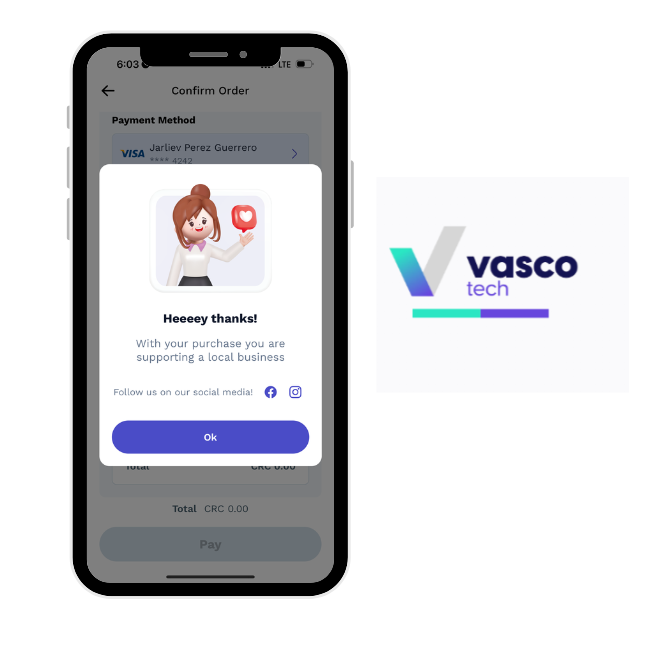 6:03
LTE
Confirm Order
Payment Method
VISA Jarliev Perez Guerrero
**** 4242
Heeeey thanks!
With your purchase you are
supporting a local business
Follow us on our social media!
Ok
Total CRC 0.00
Total CRC 0.00
Pay
vasco
tech